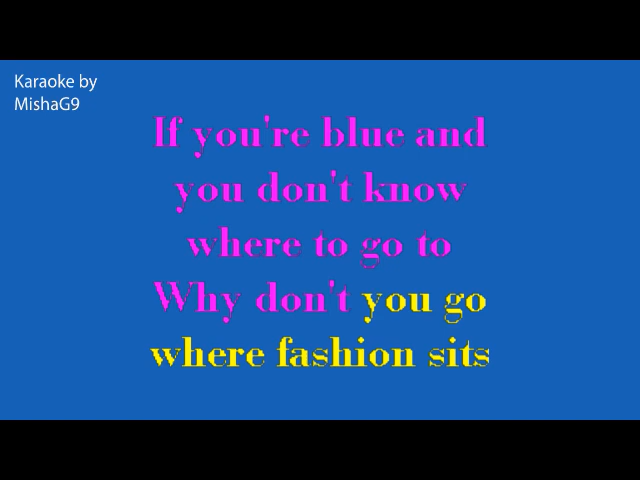 Karaoke by
MishaG9
If you're blue and
you don't know
where to go to
Why don't you go
where fashion sits